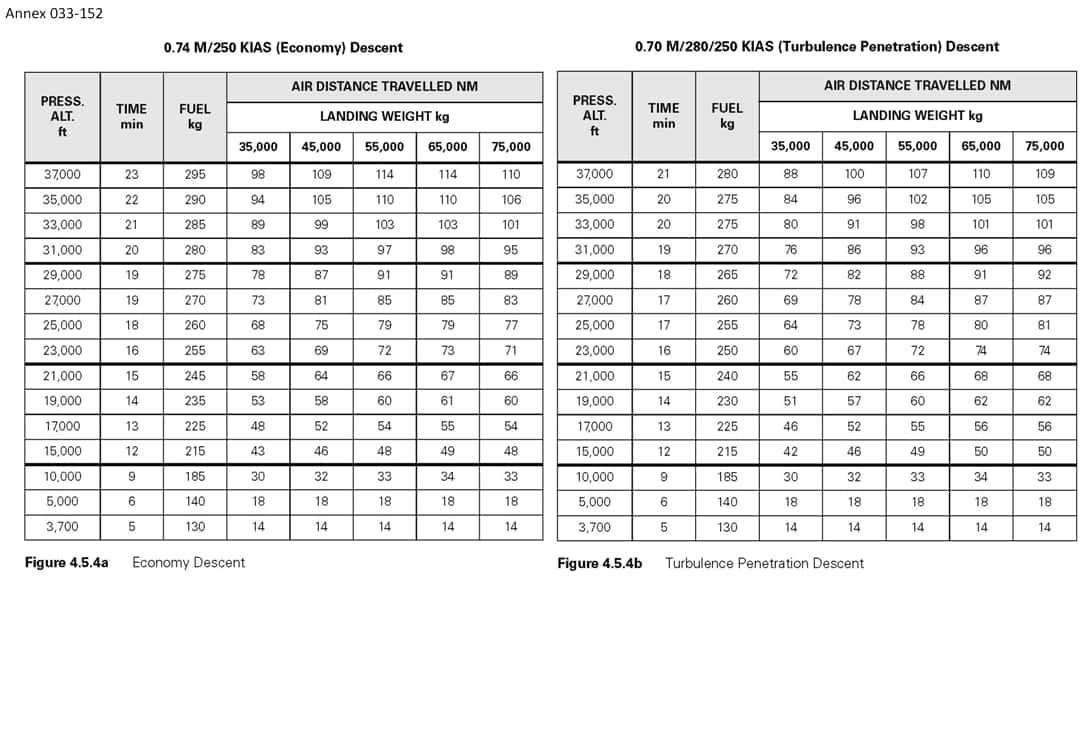 Annex 033-152
0.74 M/250 KIAS (Economy) Descent
PRESS. ALT. ft TIME min FUEL kg AIR DISTANCE TRAVELLED NM
LANDING WEIGHT kg
35,000 45,000 55,000 65,000 75,000
37,000 23 295 98 109 114 114 110
35,000 22 290 94 105 110 110 106
33,000 21 285 89 99 103 103 101
31,000 20 280 83 93 97 98 95
29,000 19 275 78 87 91 91 89
27,000 19 270 73 81 85 85 83
25,000 18 260 68 75 79 79 77
23,000 16 255 63 69 72 73 71
21,000 15 245 58 64 66 67 66
19,000 14 235 53 58 60 61 60
17,000 13 225 48 52 54 55 54
15,000 12 215 43 46 48 49 48
10,000 9 185 30 32 33 34 33
5,000 6 140 18 18 18 18 18
3,700 5 130 14 14 14 14 14
Figure 4.5.4a Economy Descent
0.70 M/280/250 KIAS (Turbulence Penetration) Descent
PRESS. ALT. ft TIME min FUEL kg AIR DISTANCE TRAVELLED NM
LANDING WEIGHT kg
35,000 45,000 55,000 65,000 75,000
37,000 21 280 88 100 107 110 109
35,000 20 275 84 96 102 105 105
33,000 20 275 80 91 98 101 101
31,000 19 270 76 86 93 96 96
29,000 18 265 72 82 88 91 92
27,000 17 260 69 78 84 87 87
25,000 17 255 64 73 78 80 81
23,000 16 250 60 67 72 74 74
21,000 15 240 55 62 66 68 68
19,000 14 230 51 57 60 62 62
17,000 13 225 46 52 55 56 56
15,000 12 215 42 46 49 50 50
10,000 9 185 30 32 33 34 33
5,000 6 140 18 18 18 18 18
3,700 5 130 14 14 14 14 14
Figure 4.5.4b Turbulence Penetration Descent